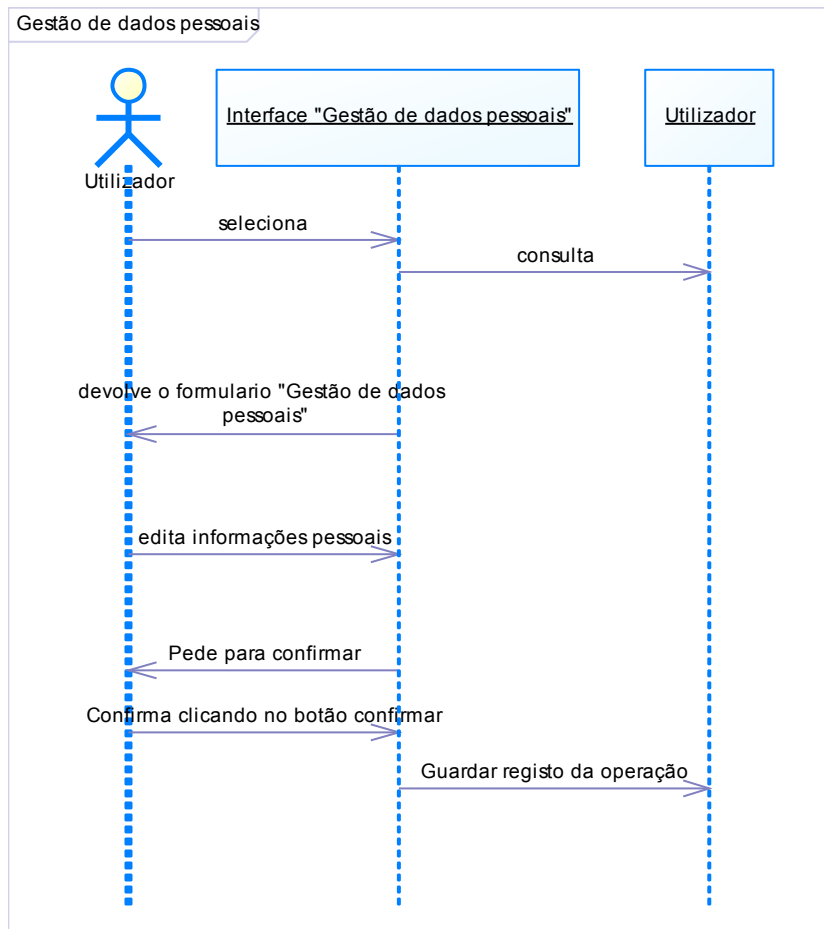 Gestão de dados pessoais
Interface "Gestão de dados pessoais"
Utilizador
Utilizador
seleciona
consulta
devolve o formulario "Gestão de dados
pessoais"
edita informações pessoais
Pede para confirmar
Confirma clicando no botão confirmar
Guardar registo da operação